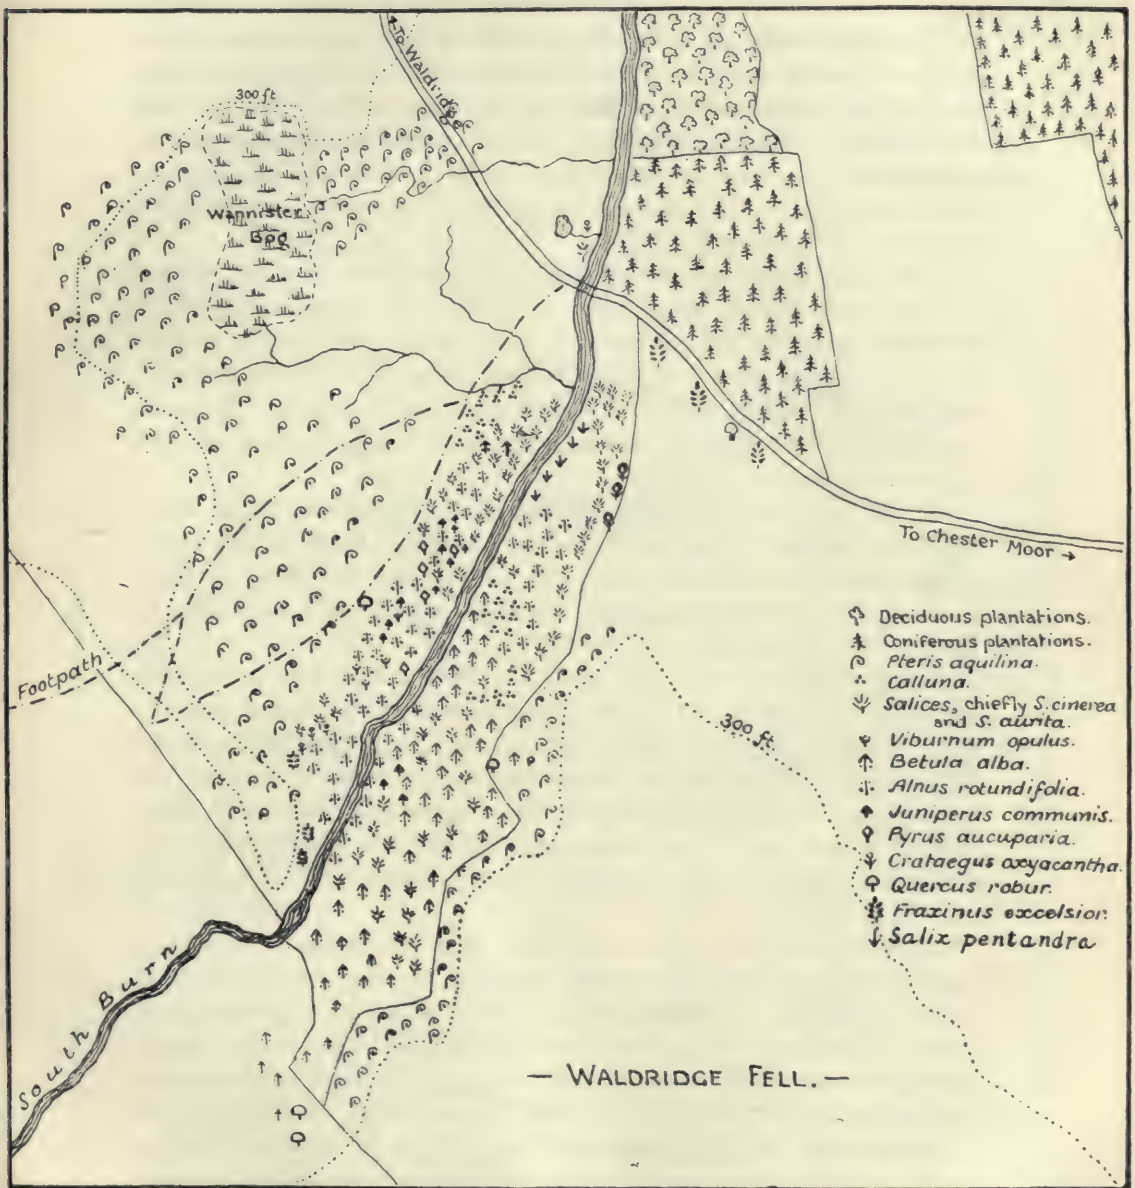 To Waldridge
300 ft
Wannister
Bog
To Chester Moor →
Footpath
Deciduous plantations.
Coniferous plantations.
Pteris aquilina.
Calluna.
Salices, chiefly S. cinerea
and S. aurita.
Viburnum opulus.
Betula alba.
Alnus rotundifolia.
Juniperus communis.
Pyrus aucuparia.
Crataegus oxyacantha.
Quercus robur.
Fraxinus excelsior.
Salix pentandra
300 ft.
South Burn
— WALDRIDGE FELL. —